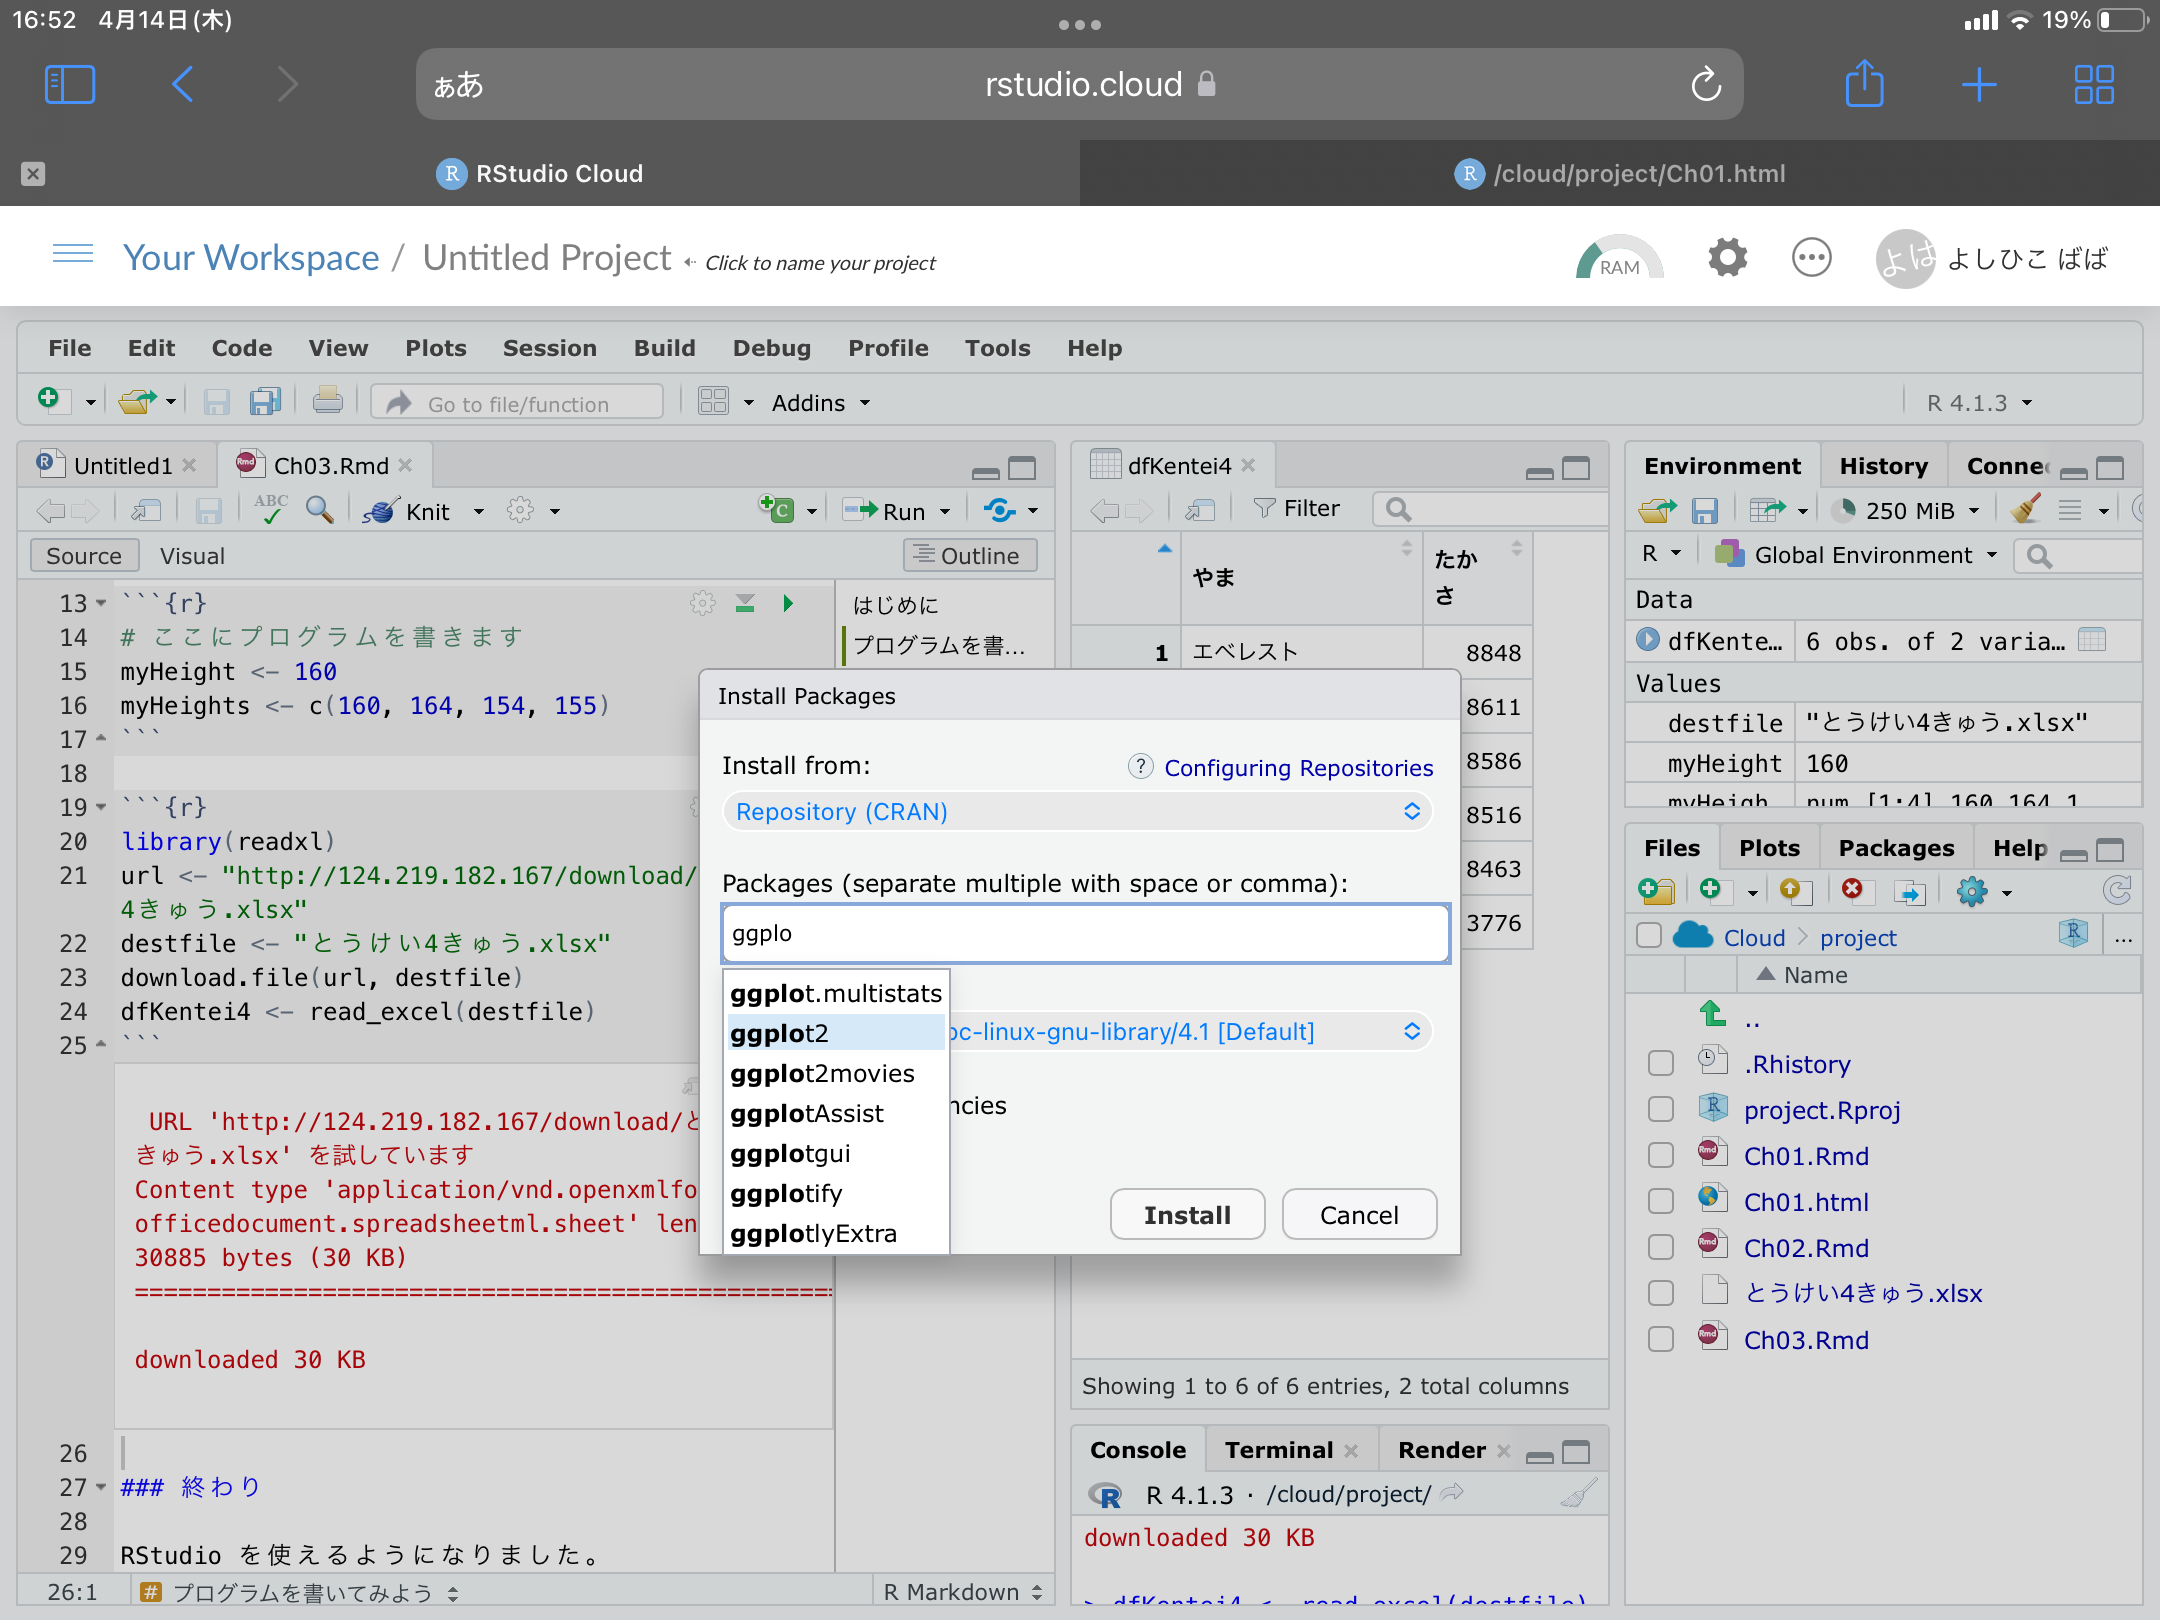 16:52 4月14日(木)
19%
ぁあ
rstudio.cloud
RStudio Cloud
/cloud/project/Ch01.html
Your Workspace / Untitled Project
Click to name your project
RAM
よは よしひこ ばば
File Edit Code View Plots Session Build Debug Profile Tools Help
Go to file/function
Addins
R 4.1.3
Untitled1
Ch03.Rmd
ABC
Knit
Run
Source Visual
Outline
13 ```{r}
14 # ここにプログラムを書きます
15 myHeight <- 160
16 myHeights <- c(160, 164, 154, 155)
17 ```
18
19 ```{r}
20 library(readxl)
21 url <- "http://124.219.182.167/download/
4きゅう.xlsx"
22 destfile <- "とうけい4きゅう.xlsx"
23 download.file(url, destfile)
24 dfKentei4 <- read_excel(destfile)
25 ```
URL 'http://124.219.182.167/download/と
きゅう.xlsx' を試しています
Content type 'application/vnd.openxmlfo
officedocument.spreadsheetml.sheet' len
30885 bytes (30 KB)
================================================
downloaded 30 KB
26
27 ### 終わり
28
29 RStudio を使えるようになりました。
26:1
プログラムを書いてみよう
R Markdown
はじめに
プログラムを書...
dfKentei4
Filter
やま
たかさ
1 エベレスト 8848
8611
8586
8516
8463
3776
Showing 1 to 6 of 6 entries, 2 total columns
Install Packages
Install from:
? Configuring Repositories
Repository (CRAN)
Packages (separate multiple with space or comma):
ggplo
ggplot.multistats
ggplot2
ggplot2movies
ggplotAssist
ggplotgui
ggplotify
ggplotlyExtra
pc-linux-gnu-library/4.1 [Default]
ncies
Install
Cancel
Console Terminal Render
R 4.1.3 · /cloud/project/
downloaded 30 KB
> dfKentei4 <- read_excel(destfile)
Environment History Conne
250 MiB
R
Global Environment
Data
dfKente... 6 obs. of 2 varia...
Values
destfile "とうけい4きゅう.xlsx"
myHeight 160
myHeigh num [1:4] 160 164 1
Files Plots Packages Help
Cloud project
...
Name
..
.Rhistory
project.Rproj
Ch01.Rmd
Ch01.html
Ch02.Rmd
とうけい4きゅう.xlsx
Ch03.Rmd